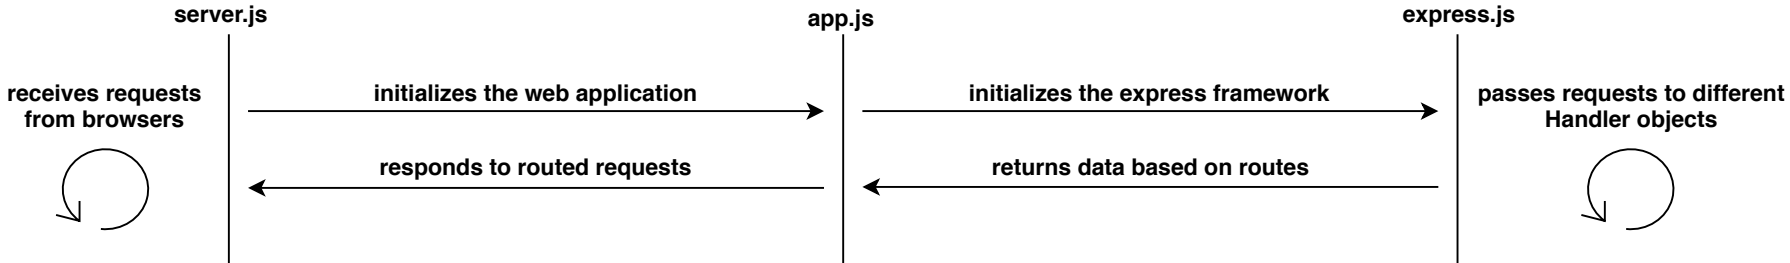 server.js
app.js
express.js
receives requests
from browsers
initializes the web application
initializes the express framework
passes requests to different
Handler objects
responds to routed requests
returns data based on routes